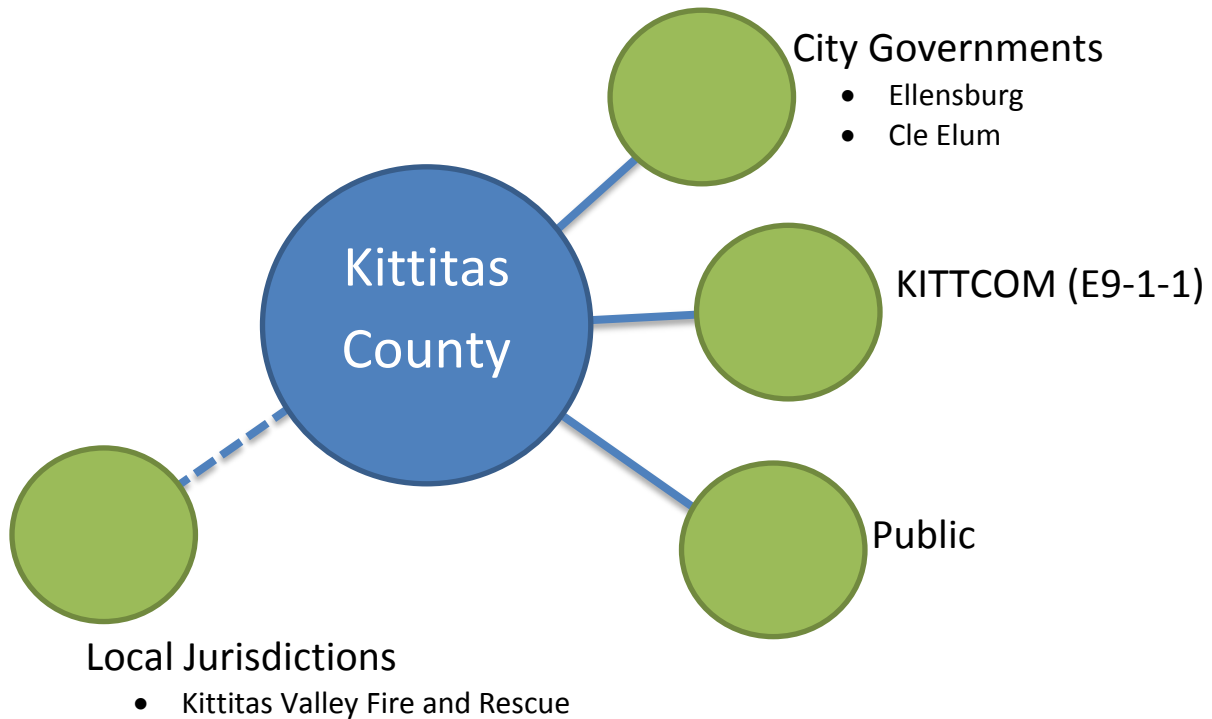 City Governments
• Ellensburg
• Cle Elum
Kittitas
County
KITTCOM (E9-1-1)
Public
Local Jurisdictions
• Kittitas Valley Fire and Rescue